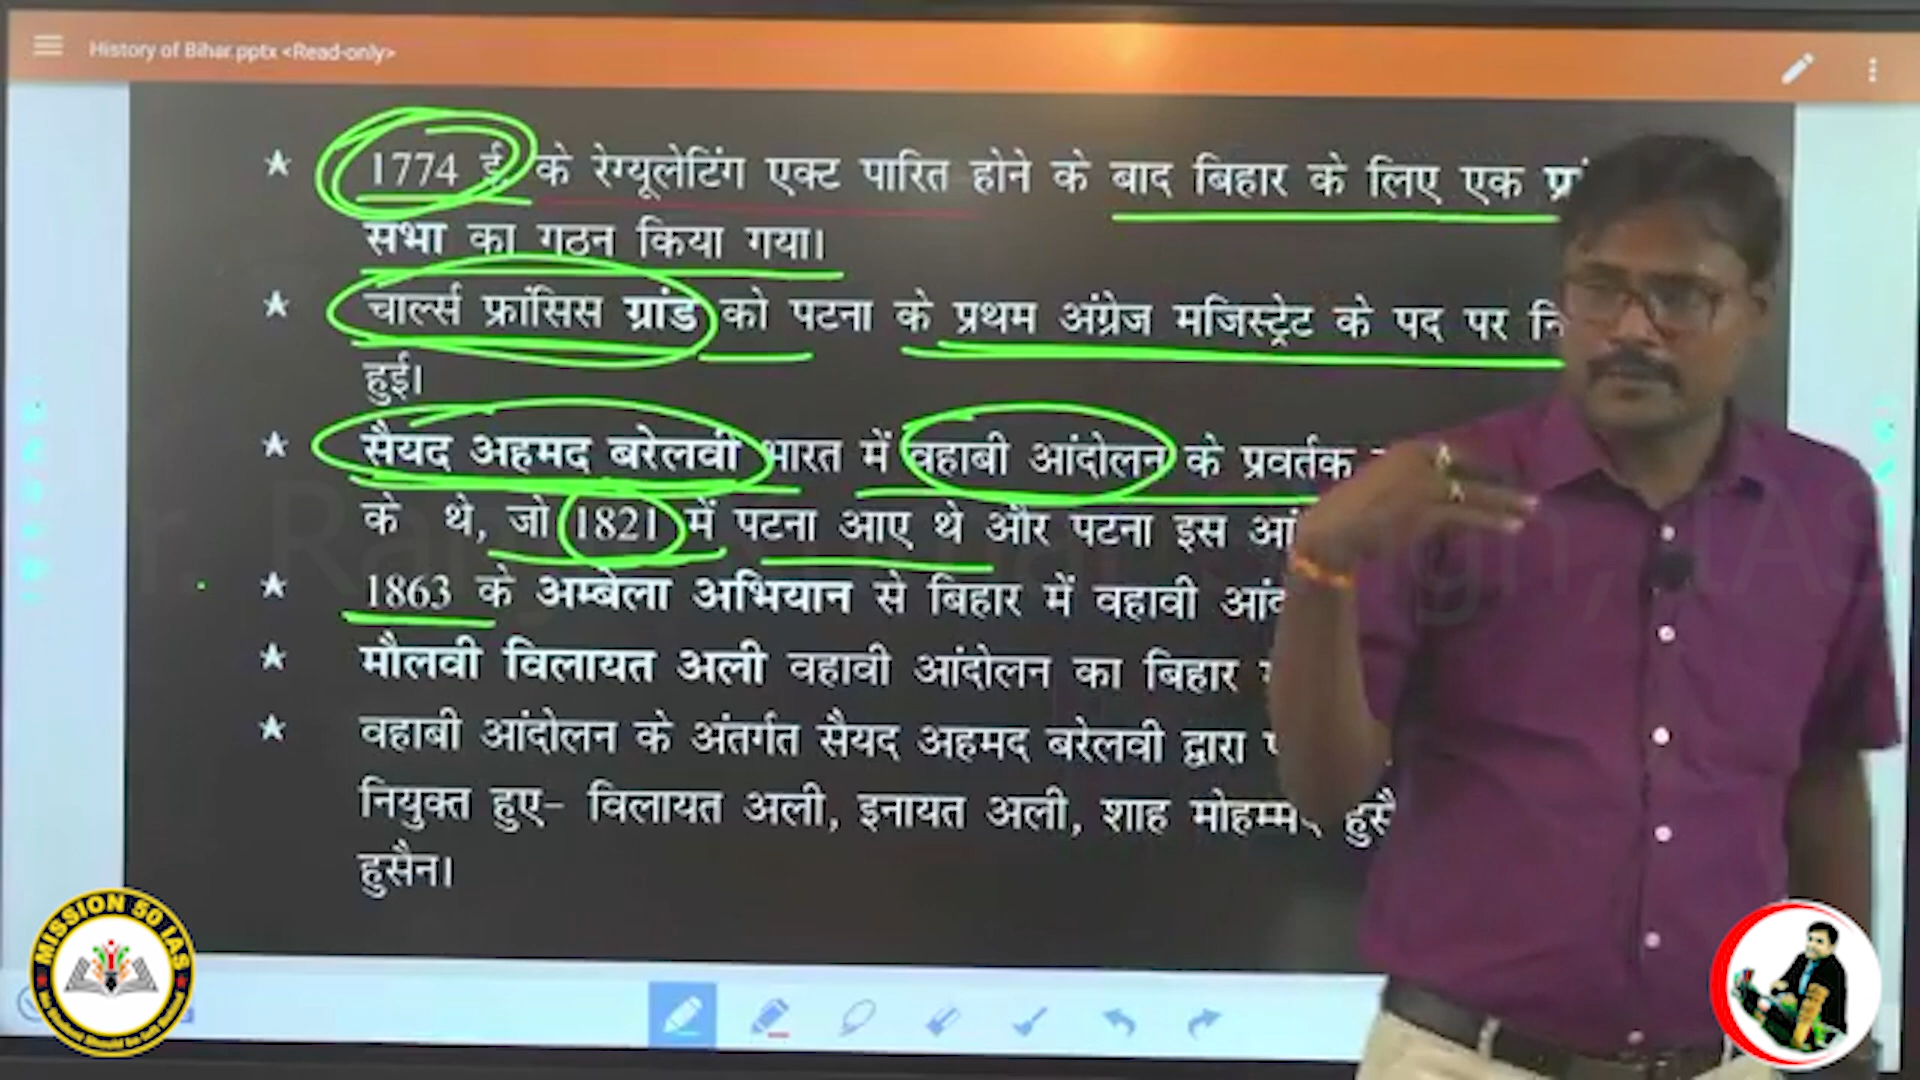 History of Bihar.pptx <Read-only>
★ 1774 ई. के रेग्यूलेटिंग एक्ट पारित होने के बाद बिहार के लिए एक
सभा का गठन किया गया।
★ चार्ल्स फ्रांसिस ग्रांड को पटना के प्रथम अंग्रेज मजिस्ट्रेट के पद पर
हुई।
★ सैयद अहमद बरेलवी भारत में वहाबी आंदोलन के प्रवर्तक
के थे, जो 1821 में पटना आए थे और पटना इस
★ 1863 के अम्बेला अभियान से बिहार में वहावी
★ मौलवी विलायत अली वहावी आंदोलन का बिहार
★ वहाबी आंदोलन के अंतर्गत सैयद अहमद बरेलवी द्वारा
नियुक्त हुए– विलायत अली, इनायत अली, शाह
हुसैन।
MISSION 50 IAS